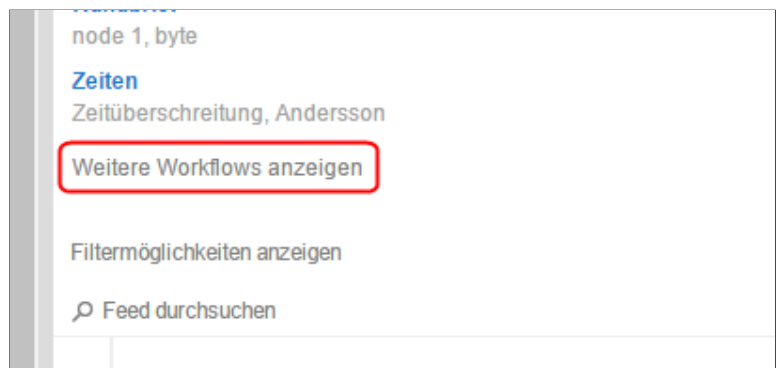 node 1, byte
Zeiten
Zeitüberschreitung, Andersson
Weitere Workflows anzeigen
Filtermöglichkeiten anzeigen
Feed durchsuchen